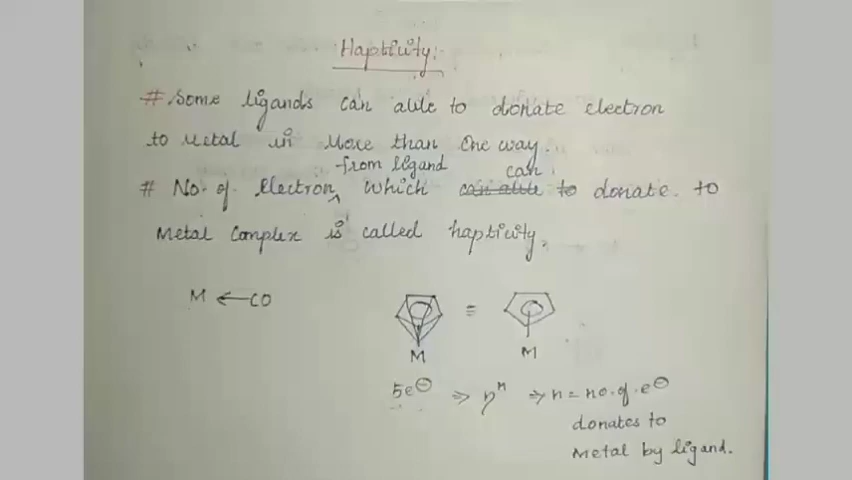 Hapticity:-
# Some ligands can able to donate electron
to Metal in More than One way.
from ligand can
# No. of. electron, which can able to donate. to
Metal Complex is called hapticity.
M ← CO
≡
M M
5e⊖ ⇒ ηⁿ ⇒ n = no. of. e⊖
donates to
Metal by ligand.